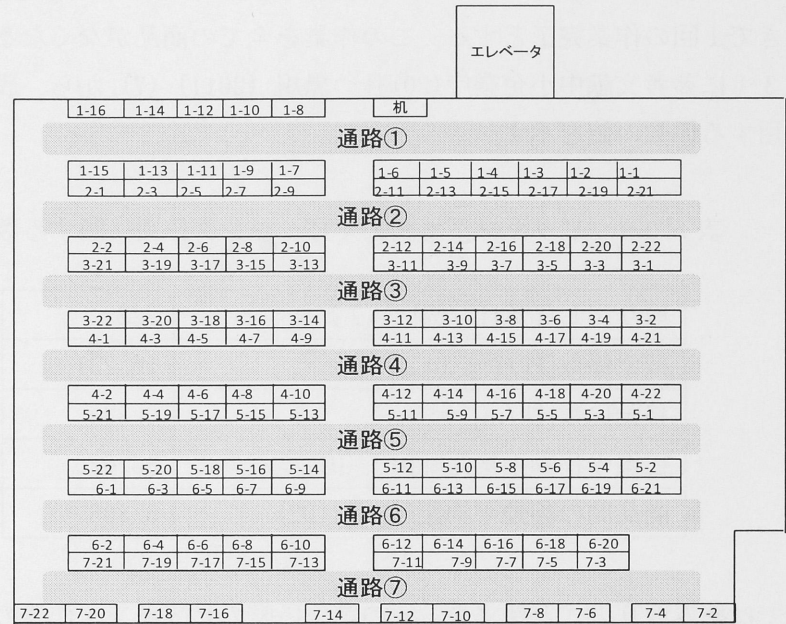 エレベータ
1-16 1-14 1-12 1-10 1-8 机
通路①
1-15 1-13 1-11 1-9 1-7 1-6 1-5 1-4 1-3 1-2 1-1
2-1 2-3 2-5 2-7 2-9 2-11 2-13 2-15 2-17 2-19 2-21
通路②
2-2 2-4 2-6 2-8 2-10 2-12 2-14 2-16 2-18 2-20 2-22
3-21 3-19 3-17 3-15 3-13 3-11 3-9 3-7 3-5 3-3 3-1
通路③
3-22 3-20 3-18 3-16 3-14 3-12 3-10 3-8 3-6 3-4 3-2
4-1 4-3 4-5 4-7 4-9 4-11 4-13 4-15 4-17 4-19 4-21
通路④
4-2 4-4 4-6 4-8 4-10 4-12 4-14 4-16 4-18 4-20 4-22
5-21 5-19 5-17 5-15 5-13 5-11 5-9 5-7 5-5 5-3 5-1
通路⑤
5-22 5-20 5-18 5-16 5-14 5-12 5-10 5-8 5-6 5-4 5-2
6-1 6-3 6-5 6-7 6-9 6-11 6-13 6-15 6-17 6-19 6-21
通路⑥
6-2 6-4 6-6 6-8 6-10 6-12 6-14 6-16 6-18 6-20
7-21 7-19 7-17 7-15 7-13 7-11 7-9 7-7 7-5 7-3
通路⑦
7-22 7-20 7-18 7-16 7-14 7-12 7-10 7-8 7-6 7-4 7-2